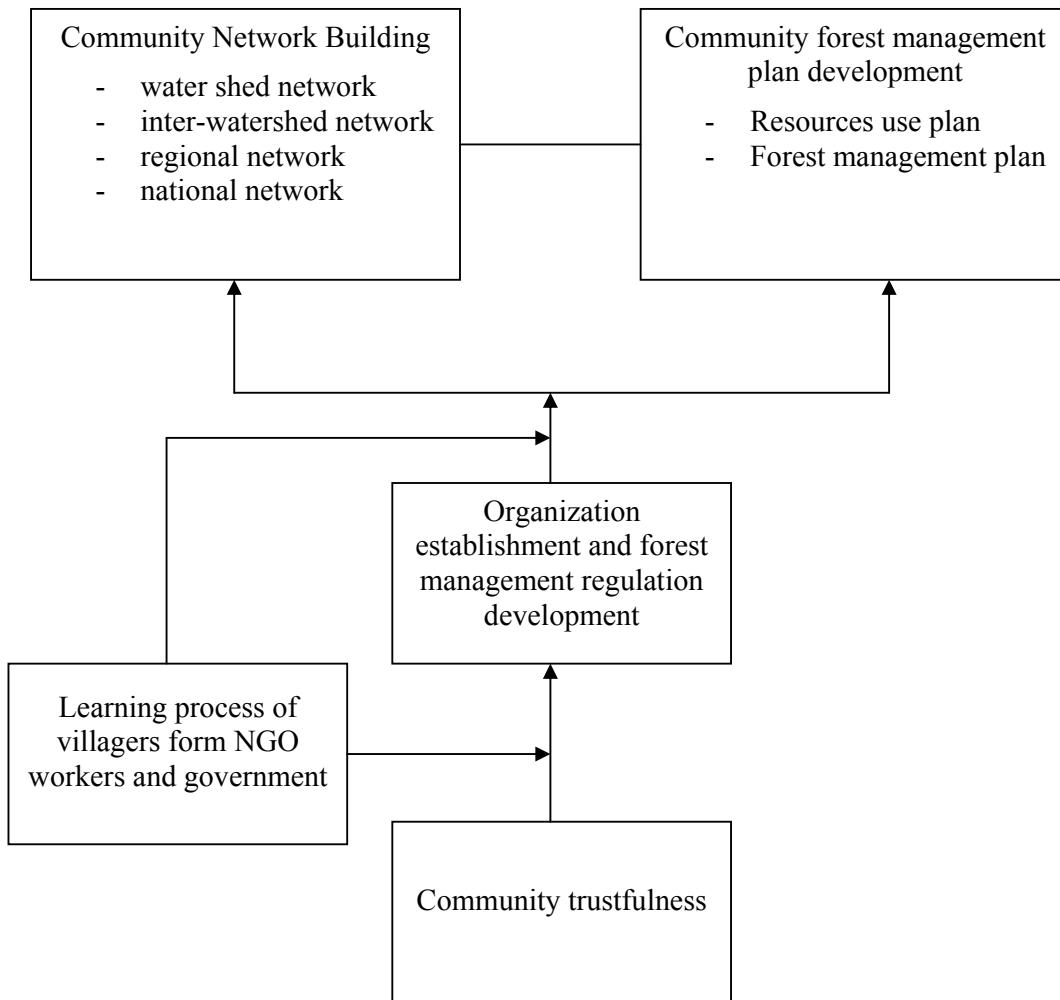 Community Network Building
- water shed network
- inter-watershed network
- regional network
- national network
Community forest management
plan development
- Resources use plan
- Forest management plan
Organization
establishment and forest
management regulation
development
Learning process of
villagers form NGO
workers and government
Community trustfulness